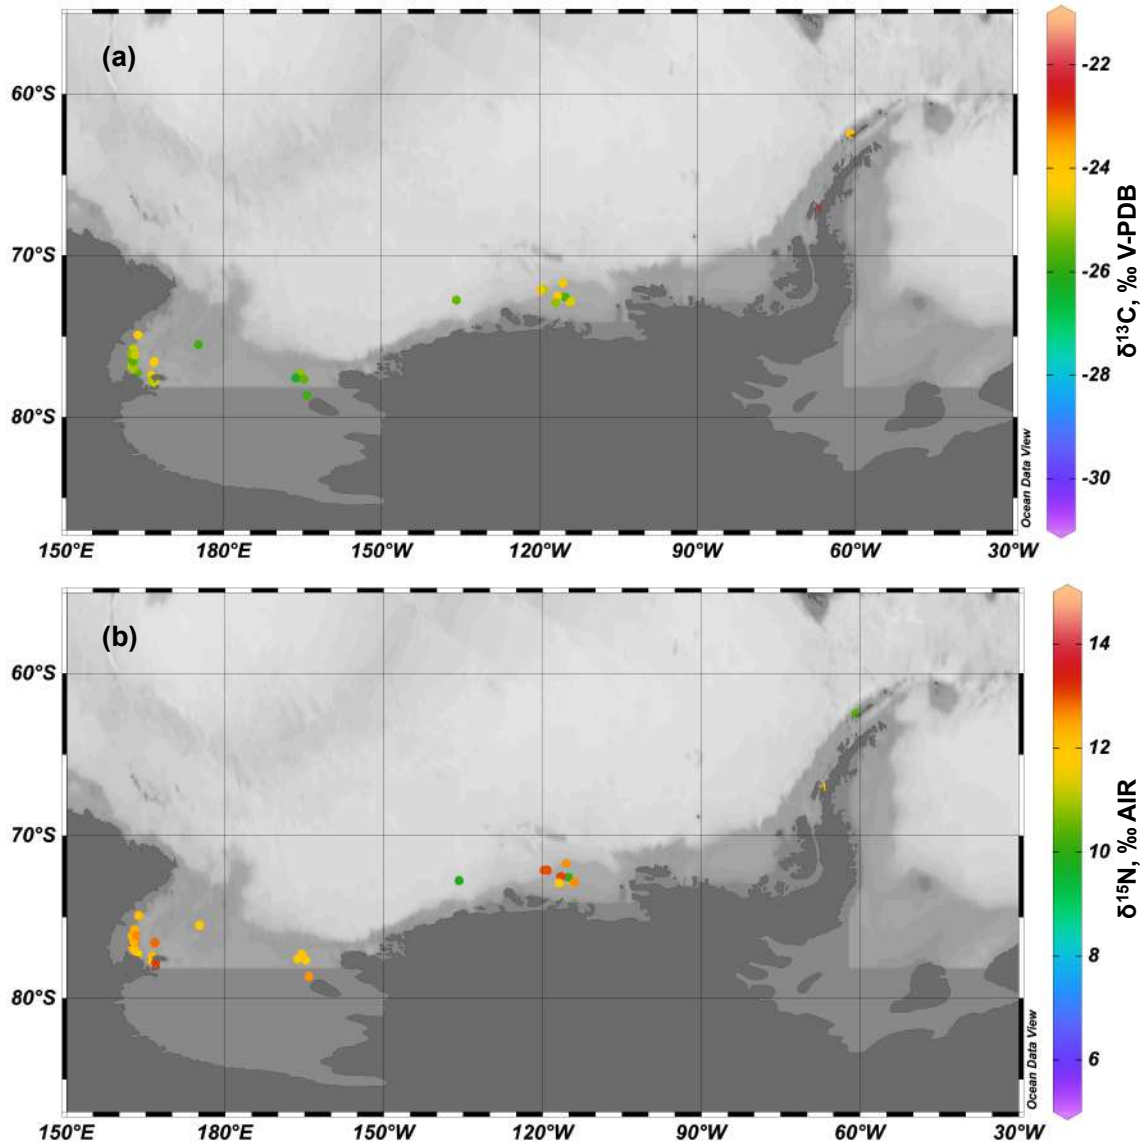 (a)
60°S
70°S
80°S
150°E 180°E 150°W 120°W 90°W 60°W 30°W
Ocean Data View
-22
-24
-26
-28
-30
δ¹³C, ‰ V-PDB
(b)
60°S
70°S
80°S
150°E 180°E 150°W 120°W 90°W 60°W 30°W
Ocean Data View
14
12
10
8
6
δ¹⁵N, ‰ AIR